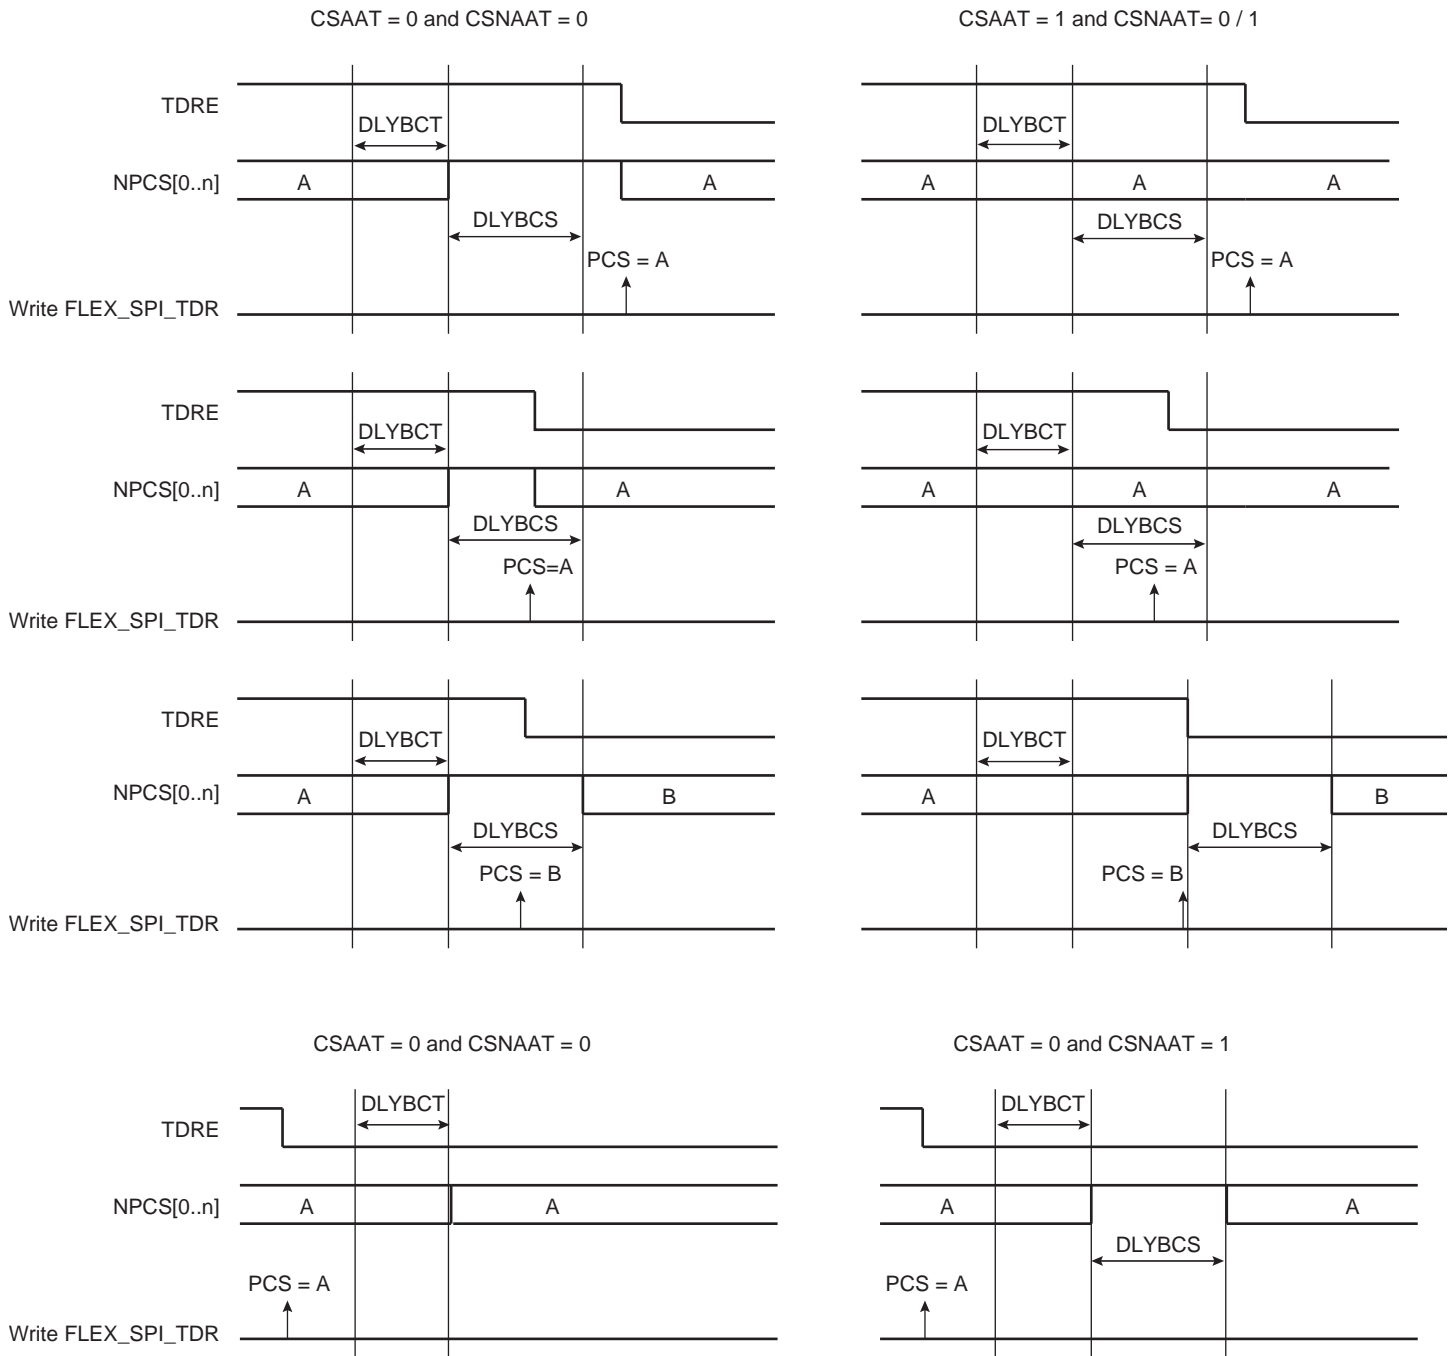 CSAAT = 0 and CSNAAT = 0
CSAAT = 1 and CSNAAT= 0 / 1
TDRE
DLYBCT
DLYBCT
NPCS[0..n]
A
A
A
A
A
DLYBCS
DLYBCS
PCS = A
PCS = A
Write FLEX_SPI_TDR
TDRE
DLYBCT
DLYBCT
NPCS[0..n]
A
A
A
A
A
DLYBCS
DLYBCS
PCS=A
PCS = A
Write FLEX_SPI_TDR
TDRE
DLYBCT
DLYBCT
NPCS[0..n]
A
B
A
B
DLYBCS
DLYBCS
PCS = B
PCS = B
Write FLEX_SPI_TDR
CSAAT = 0 and CSNAAT = 0
CSAAT = 0 and CSNAAT = 1
DLYBCT
DLYBCT
TDRE
NPCS[0..n]
A
A
A
A
DLYBCS
PCS = A
PCS = A
Write FLEX_SPI_TDR